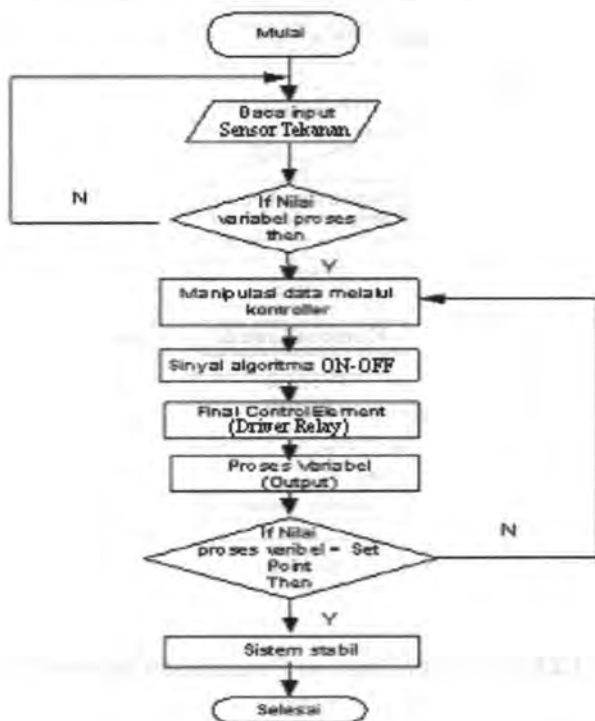 Mulai
Baca input
Sensor Tekanan
If Nilai
variabel proses
then
N
Y
Manipulasi data melalui
kontroller
Sinyal algoritma ON-OFF
Final Control Element
(Driver Relay)
Proses Variabel
(Output)
If Nilai
proses varibel = Set
Point
Then
N
Y
Sistem stabil
Selesai